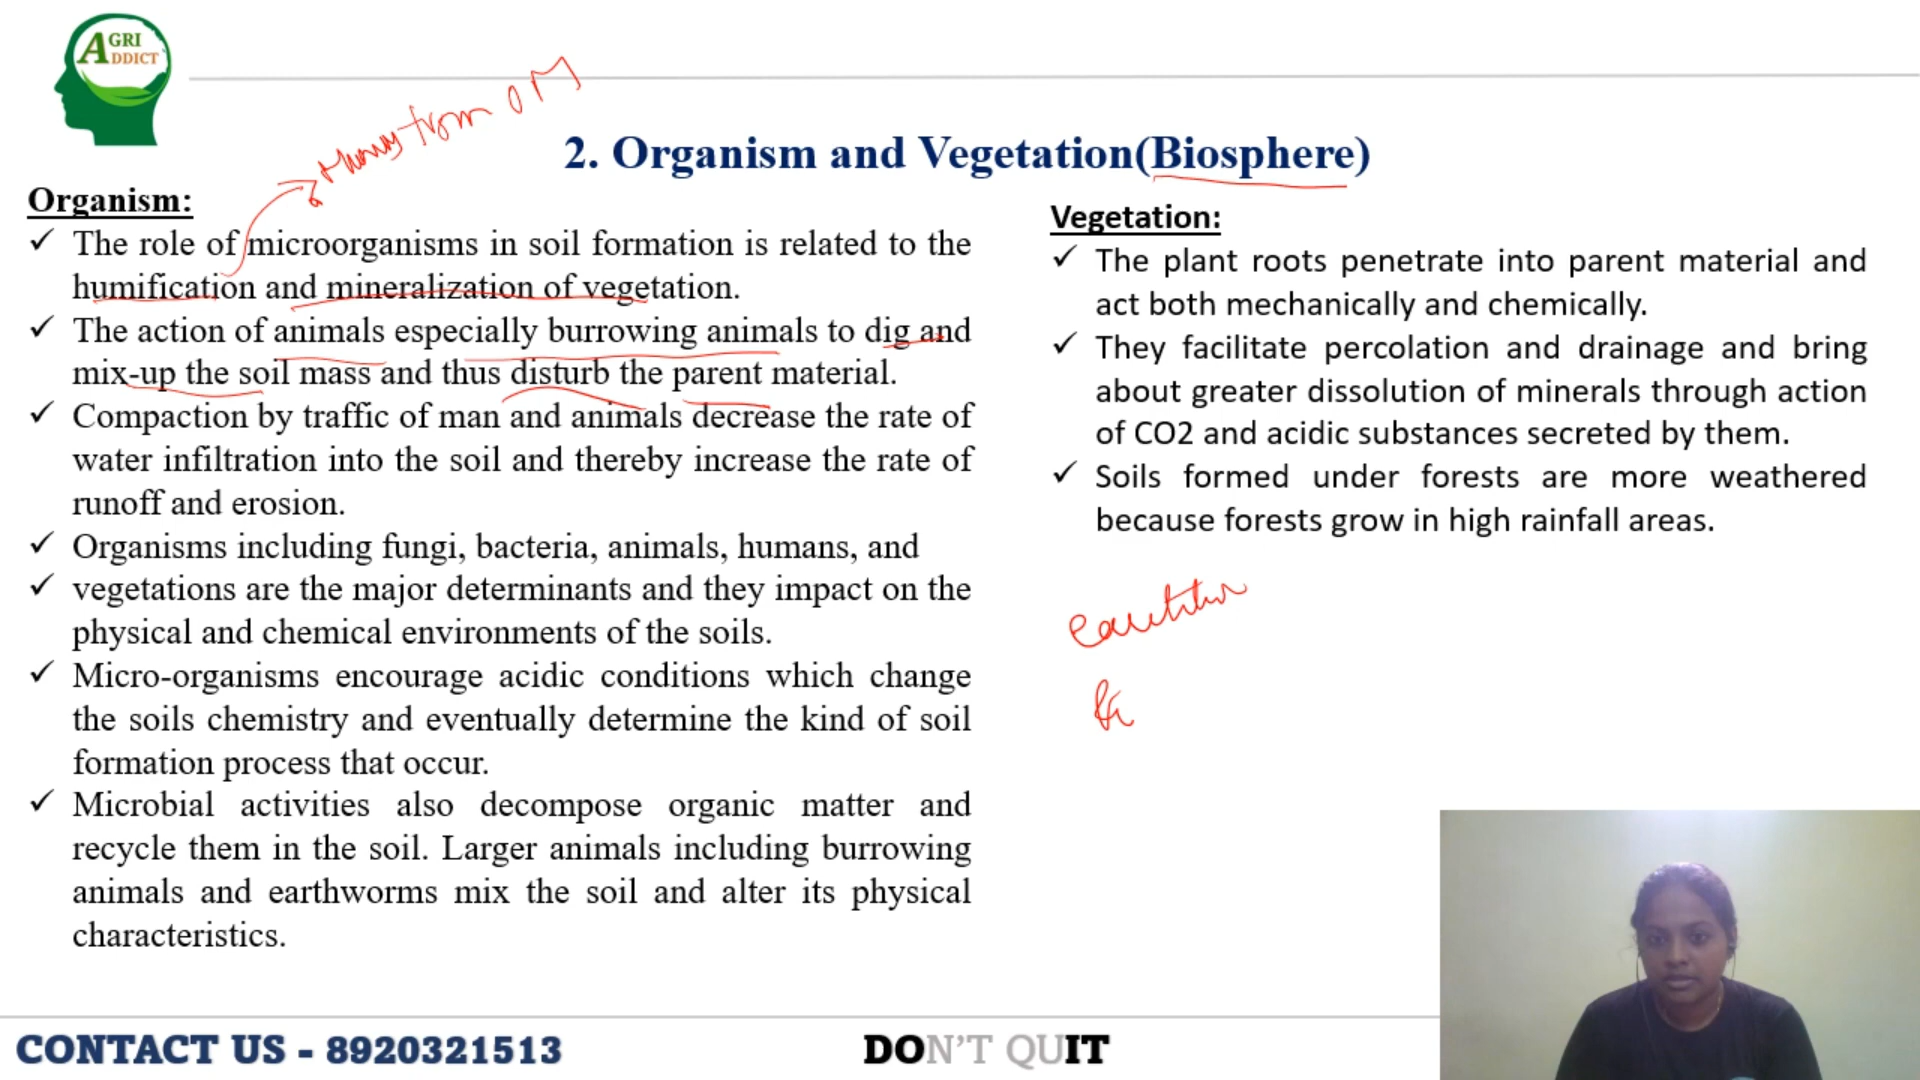 AGRI
ADDICT
from OM
2. Organism and Vegetation(Biosphere)
Organism:
✓ The role of microorganisms in soil formation is related to the
humification and mineralization of vegetation.
✓ The action of animals especially burrowing animals to dig and
mix-up the soil mass and thus disturb the parent material.
✓ Compaction by traffic of man and animals decrease the rate of
water infiltration into the soil and thereby increase the rate of
runoff and erosion.
✓ Organisms including fungi, bacteria, animals, humans, and
✓ vegetations are the major determinants and they impact on the
physical and chemical environments of the soils.
✓ Micro-organisms encourage acidic conditions which change
the soils chemistry and eventually determine the kind of soil
formation process that occur.
✓ Microbial activities also decompose organic matter and
recycle them in the soil. Larger animals including burrowing
animals and earthworms mix the soil and alter its physical
characteristics.
Vegetation:
✓ The plant roots penetrate into parent material and
act both mechanically and chemically.
✓ They facilitate percolation and drainage and bring
about greater dissolution of minerals through action
of CO2 and acidic substances secreted by them.
✓ Soils formed under forests are more weathered
because forests grow in high rainfall areas.
CONTACT US - 8920321513
DON'T QUIT